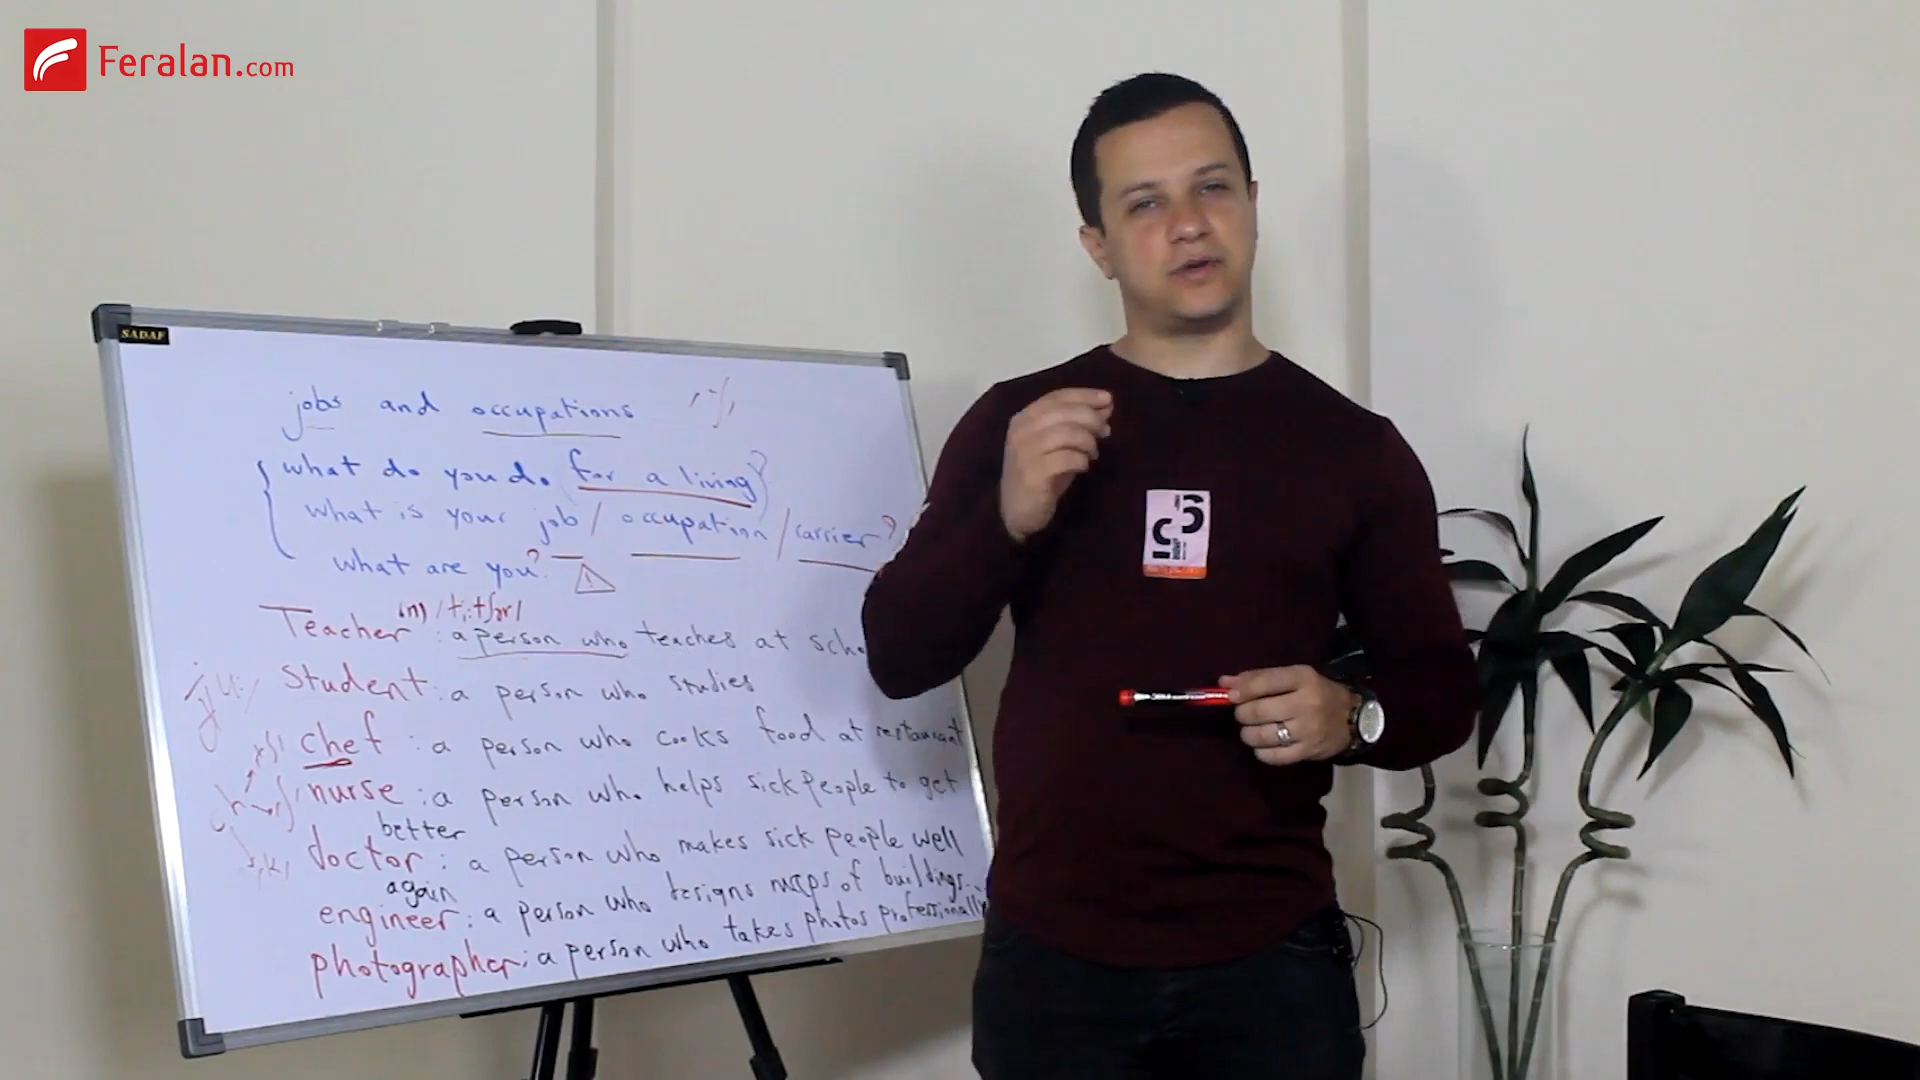 Feralan.com
SADAF
jobs and occupations
what do you do for a living?
what is your job / occupation / carrier?
what are you?
(n) /ti:tʃər/
Teacher : a person who teaches at scho
Student : a person who studies
chef : a person who cooks food at restaurant
nurse : a person who helps sick people to get
better
doctor : a person who makes sick people well
again
engineer : a person who designs maps of buildings
photographer : a person who takes photos professionally